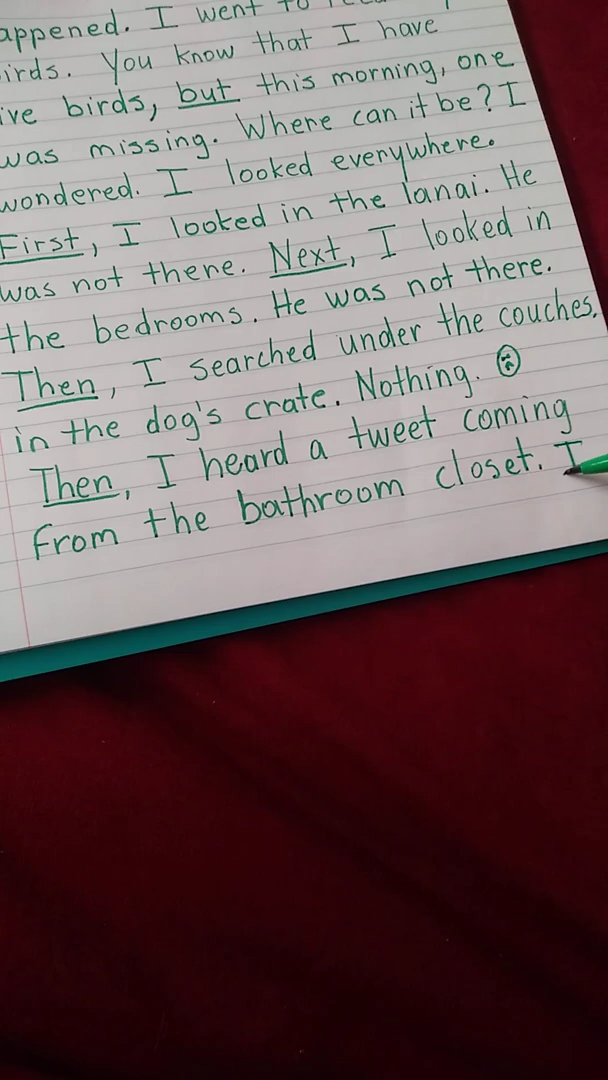 appened. I went to
irds. You know that I have
ive birds, but this morning, one
was missing. Where can it be? I
wondered. I looked everywhere.
First, I looked in the lanai. He
was not there. Next, I looked in
the bedrooms. He was not there.
Then, I searched under the couches,
in the dog's crate. Nothing. ☹
Then, I heard a tweet coming
from the bathroom closet. I